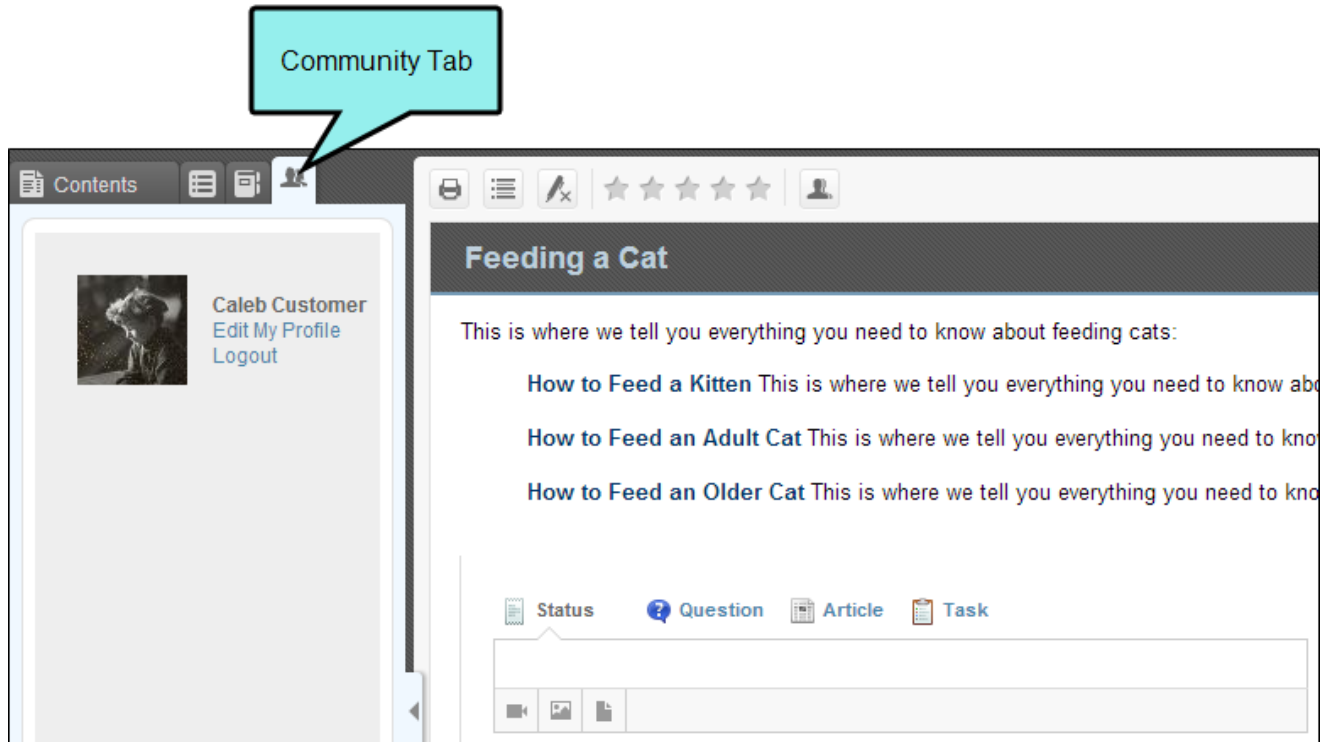 Community Tab
Contents
Caleb Customer
Edit My Profile
Logout
Feeding a Cat
This is where we tell you everything you need to know about feeding cats:
How to Feed a Kitten This is where we tell you everything you need to know abo
How to Feed an Adult Cat This is where we tell you everything you need to kno
How to Feed an Older Cat This is where we tell you everything you need to kno
Status Question Article Task